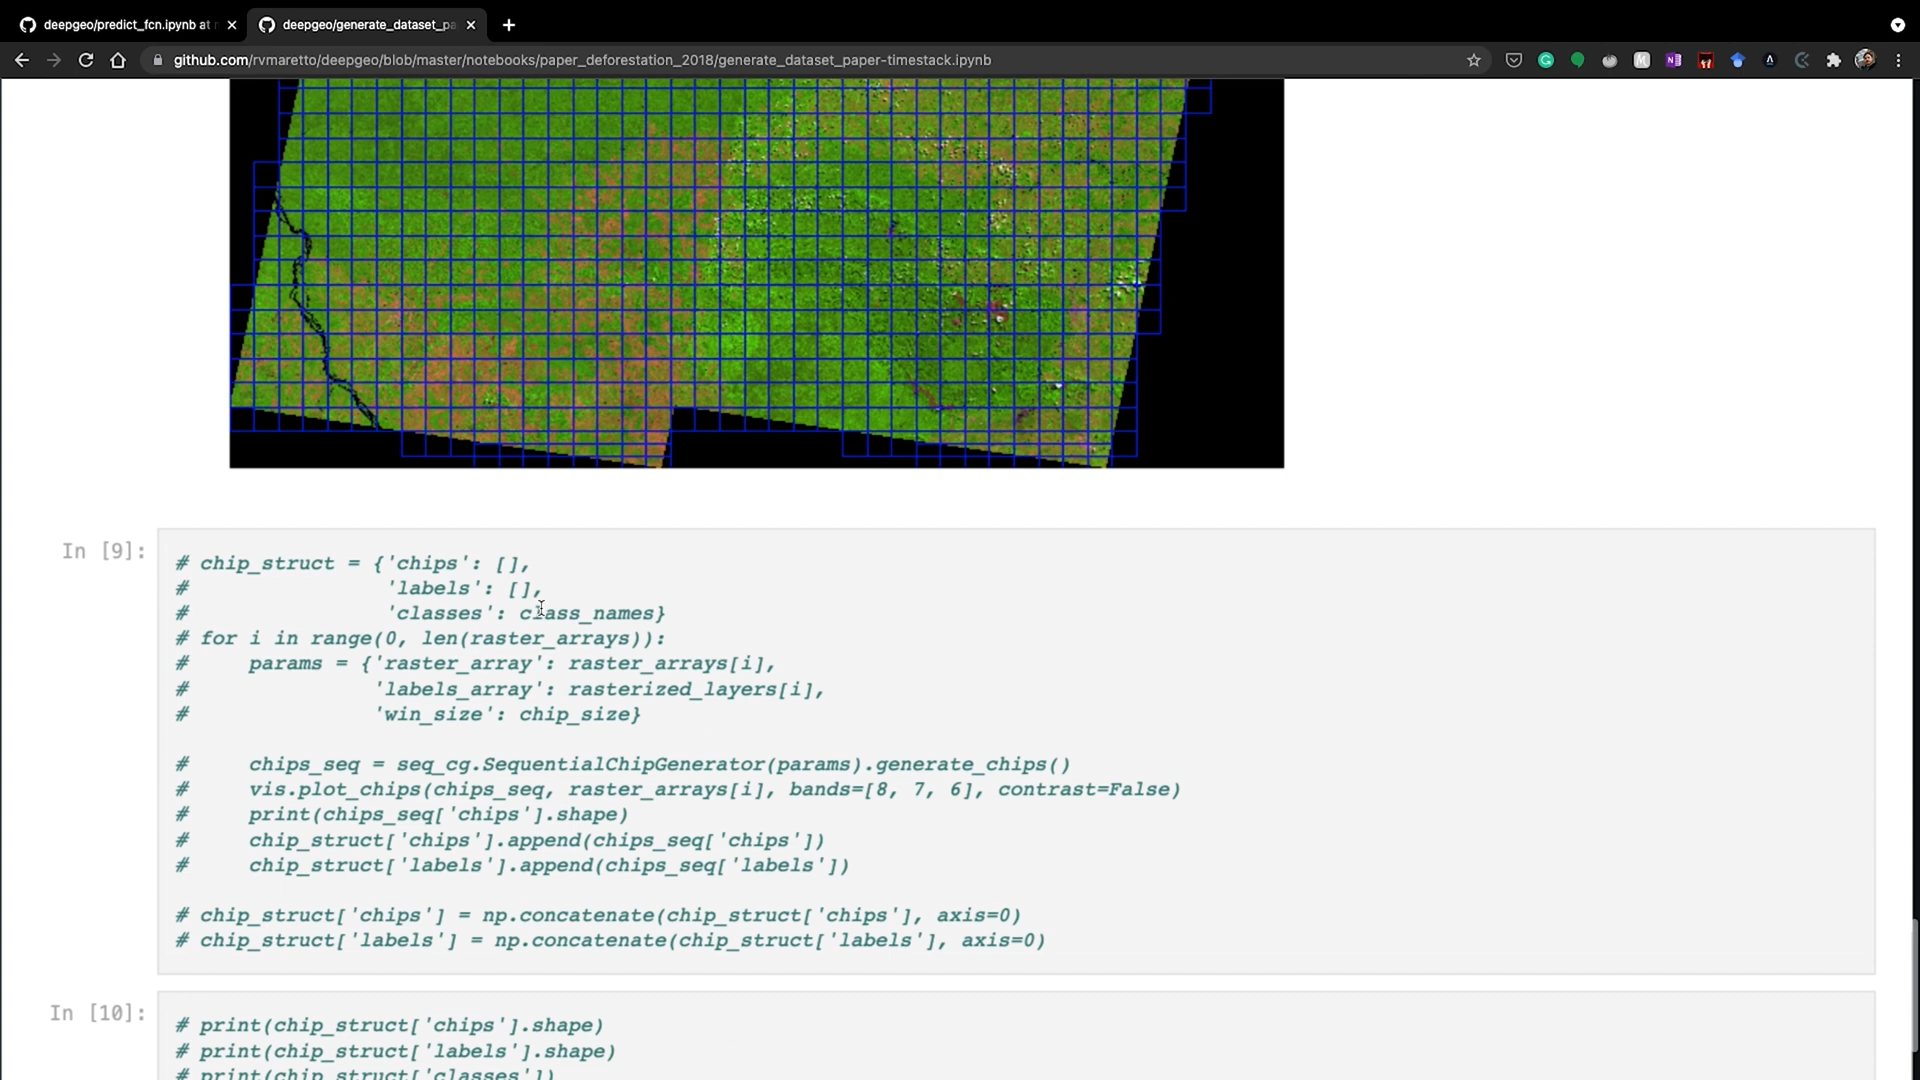 deepgeo/predict_fcn.ipynb at
deepgeo/generate_dataset_pa
github.com/rvmaretto/deepgeo/blob/master/notebooks/paper_deforestation_2018/generate_dataset_paper-timestack.ipynb
In [9]:
# chip_struct = {'chips': [],
#                 'labels': [],
#                 'classes': class_names}
# for i in range(0, len(raster_arrays)):
#     params = {'raster_array': raster_arrays[i],
#               'labels_array': rasterized_layers[i],
#               'win_size': chip_size}
#     chips_seq = seq_cg.SequentialChipGenerator(params).generate_chips()
#     vis.plot_chips(chips_seq, raster_arrays[i], bands=[8, 7, 6], contrast=False)
#     print(chips_seq['chips'].shape)
#     chip_struct['chips'].append(chips_seq['chips'])
#     chip_struct['labels'].append(chips_seq['labels'])
# chip_struct['chips'] = np.concatenate(chip_struct['chips'], axis=0)
# chip_struct['labels'] = np.concatenate(chip_struct['labels'], axis=0)
In [10]:
# print(chip_struct['chips'].shape)
# print(chip_struct['labels'].shape)
# print(chip_struct['classes'])